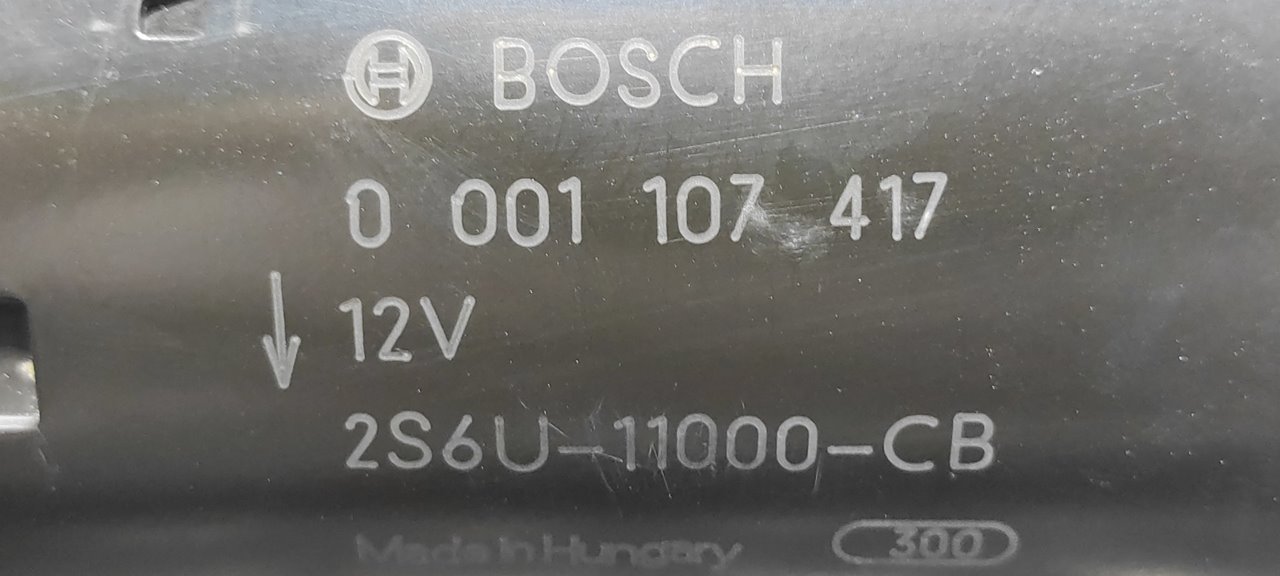 BOSCH
0 001 107 417
12V
2S6U-11000-CB
Made in Hungary 300